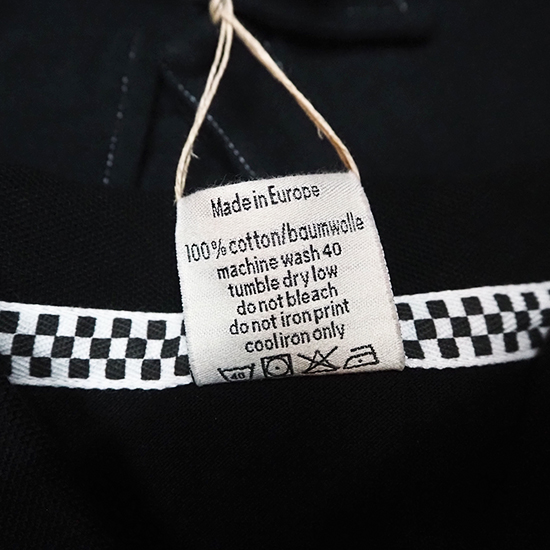 Made in Europe
100% cotton/baumwolle
machine wash 40
tumble dry low
do not bleach
do not iron print
cool iron only
40